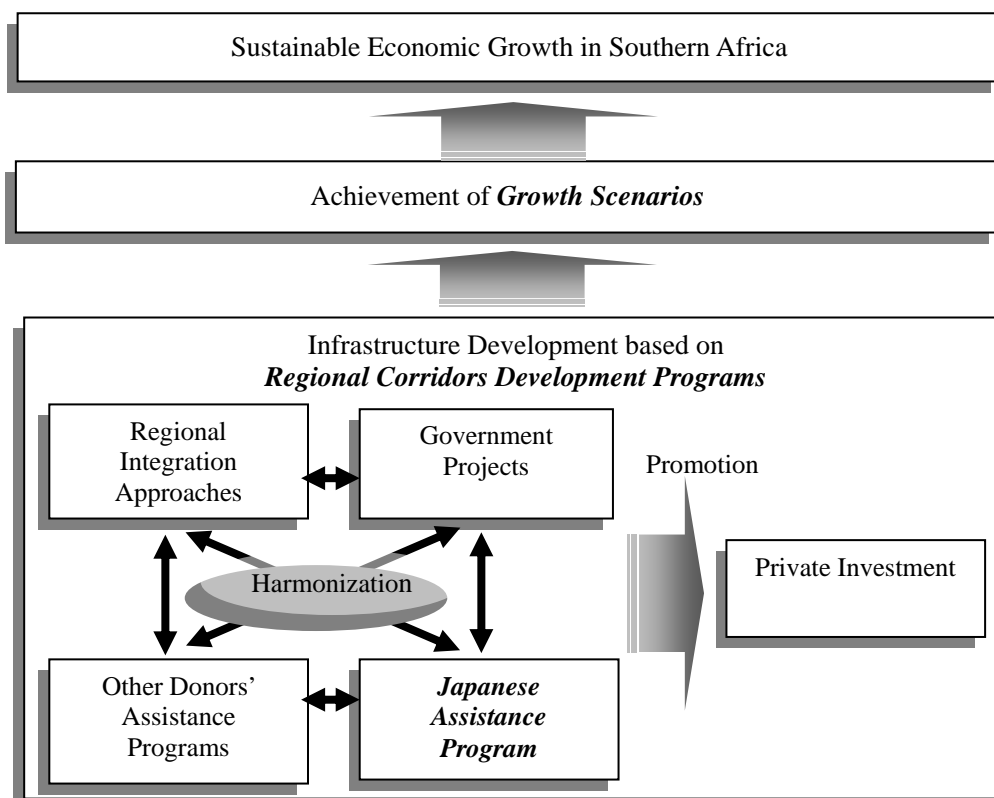 Sustainable Economic Growth in Southern Africa
Achievement of Growth Scenarios
Infrastructure Development based on
Regional Corridors Development Programs
Regional
Integration
Approaches
Government
Projects
Promotion
Harmonization
Private Investment
Other Donors’
Assistance
Programs
Japanese
Assistance
Program